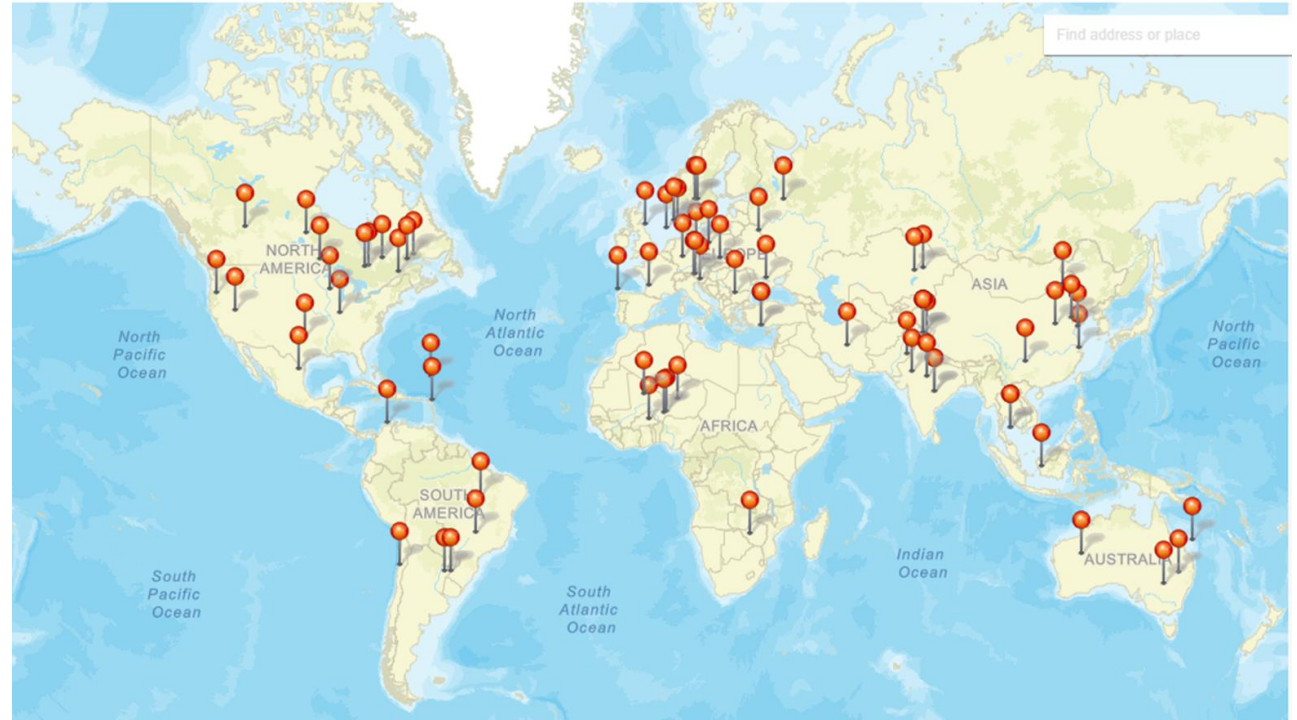 Find address or place
NORTH
AMERICA
EUROPE
ASIA
North
Atlantic
Ocean
North
Pacific
Ocean
North
Pacific
Ocean
AFRICA
SOUTH
AMERICA
Indian
Ocean
AUSTRALIA
South
Pacific
Ocean
South
Atlantic
Ocean